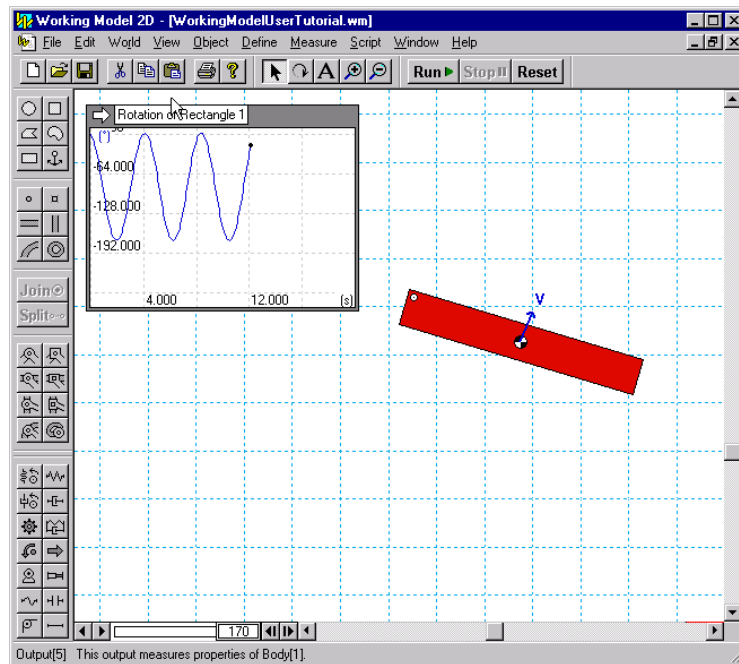 Working Model 2D - [WorkingModelUserTutorial.wm]
File Edit World View Object Define Measure Script Window Help
A Run Stop Reset
Rotation of Rectangle 1
(°)
-64.000
-128.000
-192.000
4.000 12.000 (s)
V
Join
Split
170
Output[5] This output measures properties of Body[1].